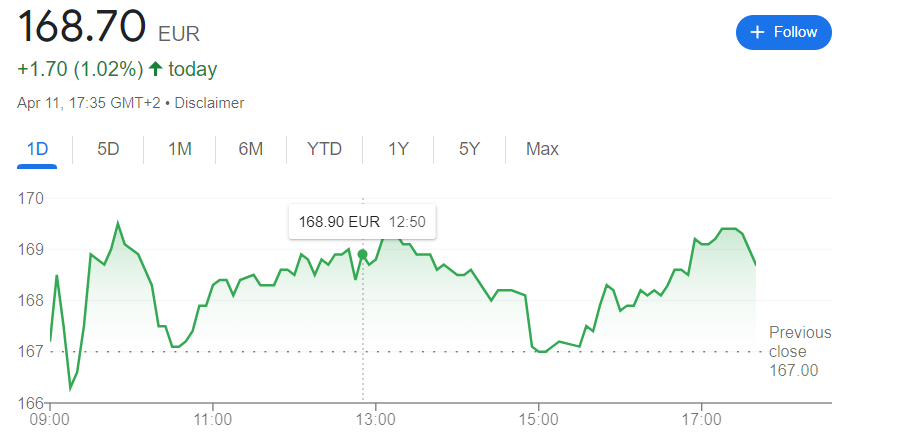 168.70 EUR
+ Follow
+1.70 (1.02%) ↑ today
Apr 11, 17:35 GMT+2 • Disclaimer
1D 5D 1M 6M YTD 1Y 5Y Max
170
168.90 EUR 12:50
169
168
167
Previous
close
167.00
166
09:00 11:00 13:00 15:00 17:00